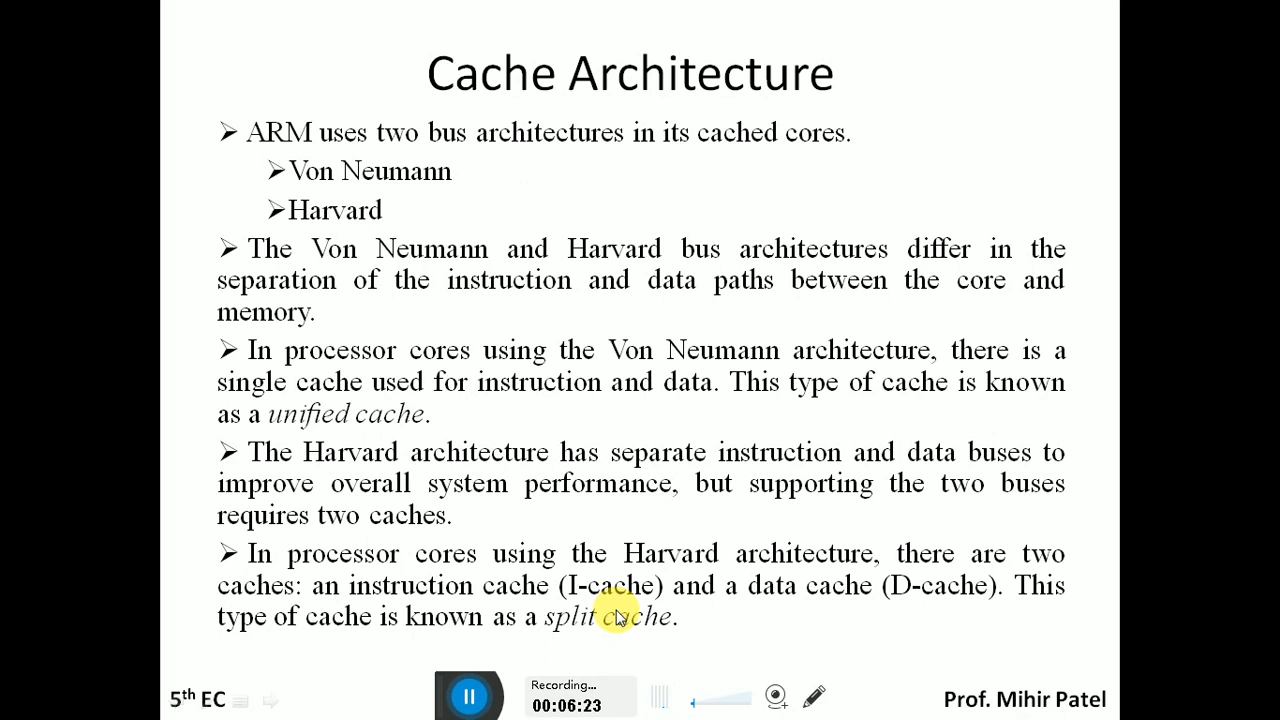 Cache Architecture
➢ ARM uses two bus architectures in its cached cores.
➢Von Neumann
➢Harvard
➢ The Von Neumann and Harvard bus architectures differ in the
separation of the instruction and data paths between the core and
memory.
➢ In processor cores using the Von Neumann architecture, there is a
single cache used for instruction and data. This type of cache is known
as a unified cache.
➢ The Harvard architecture has separate instruction and data buses to
improve overall system performance, but supporting the two buses
requires two caches.
➢ In processor cores using the Harvard architecture, there are two
caches: an instruction cache (I-cache) and a data cache (D-cache). This
type of cache is known as a split cache.
5th EC
Recording...
00:06:23
Prof. Mihir Patel